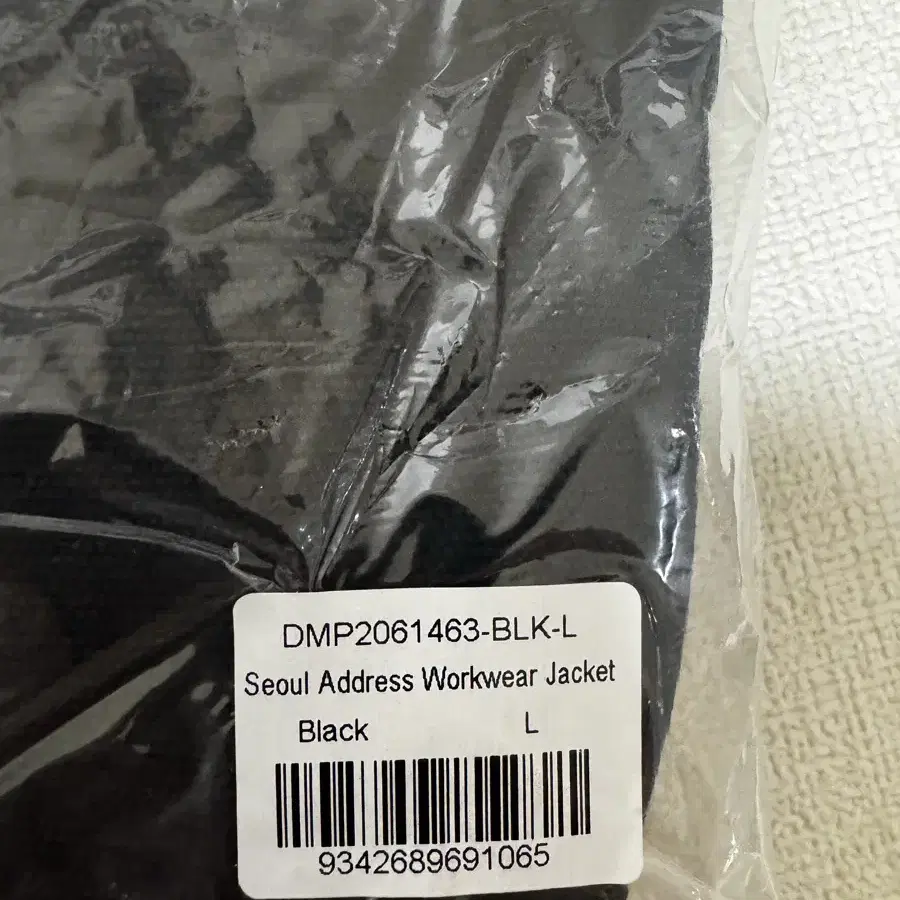 DMP2061463-BLK-L
Seoul Address Workwear Jacket
Black L
9342689691065